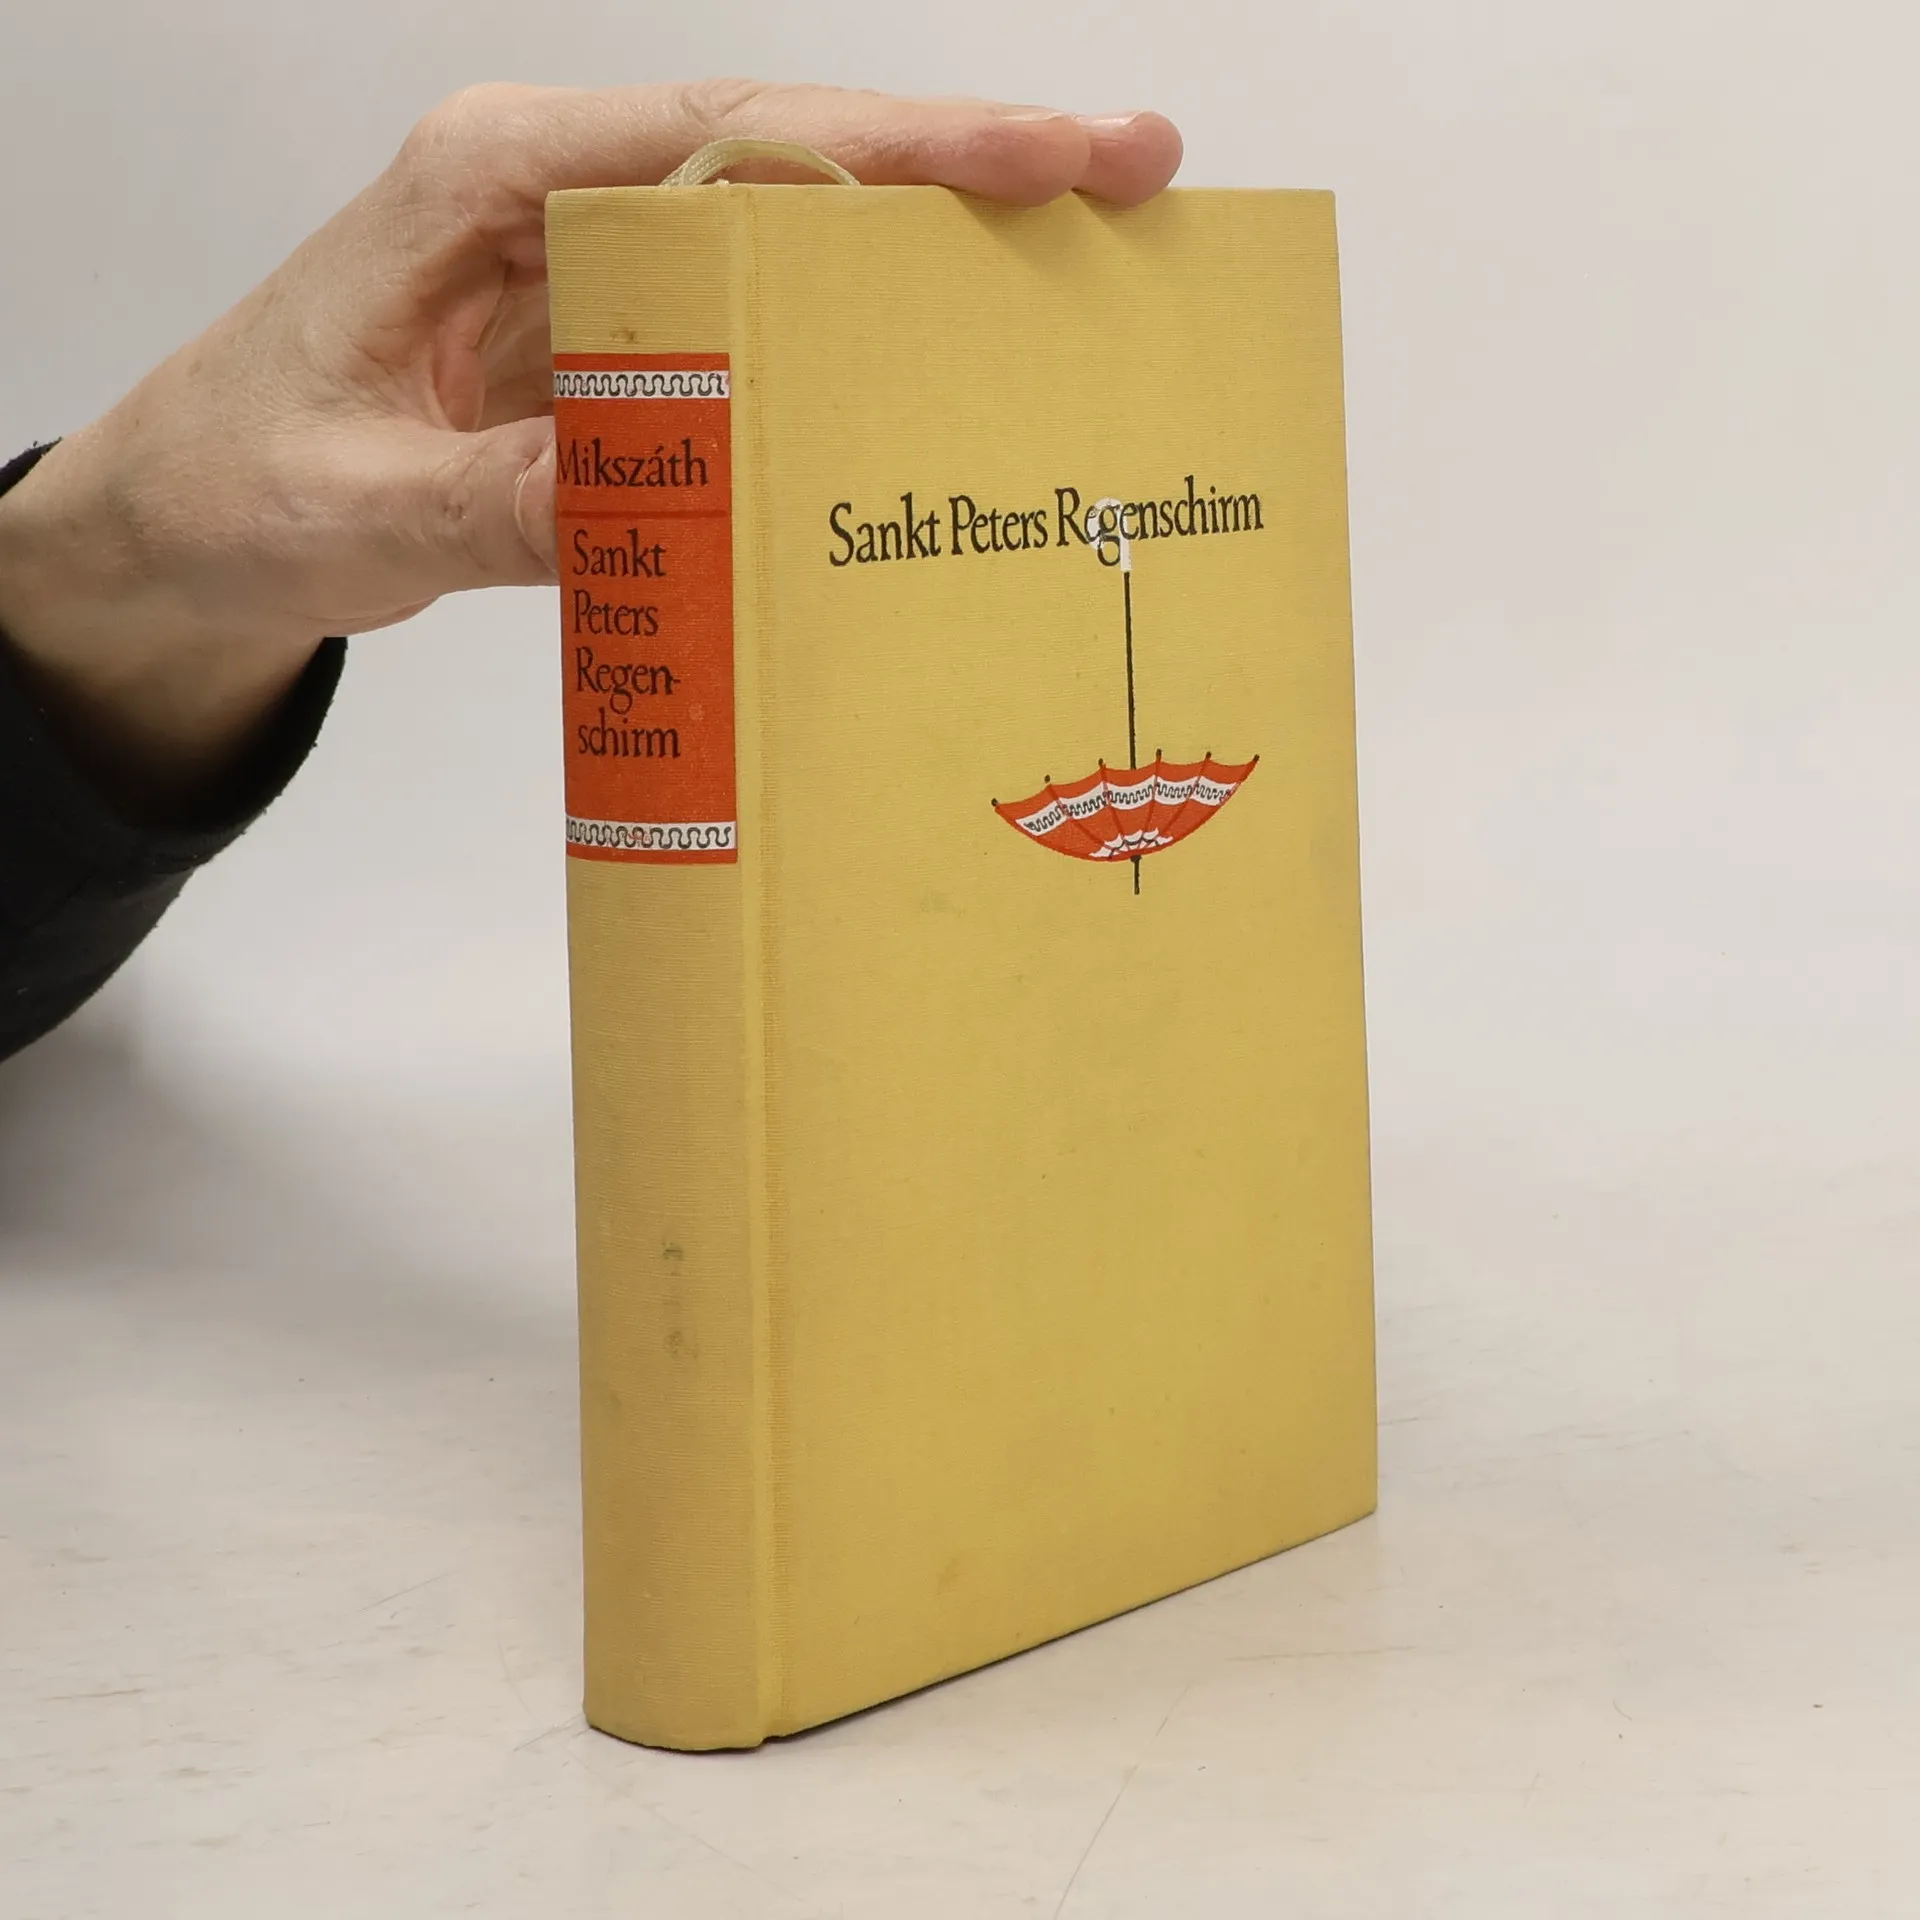 Mikszáth
Sankt
Peters
Regen-
schirm
Sankt Peters Regenschirm